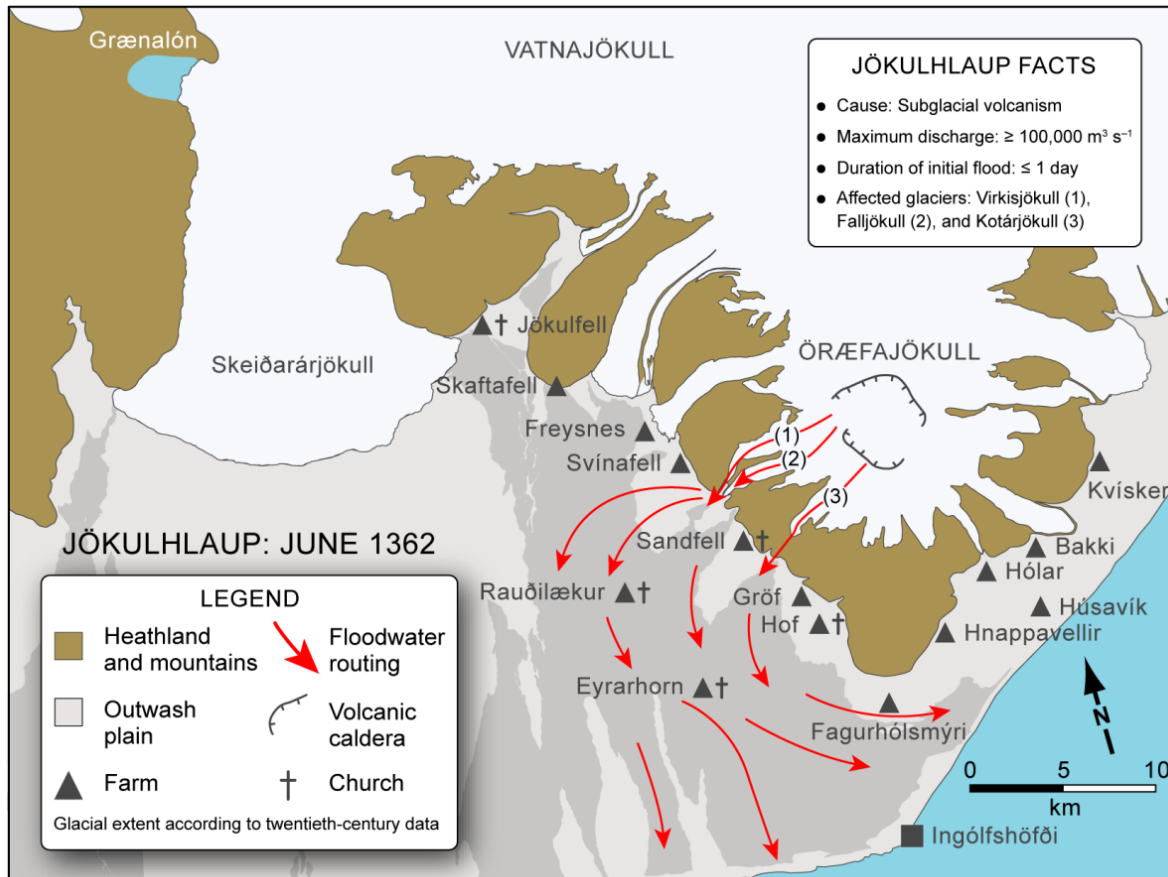 Grænalón
VATNAJÖKULL
JÖKULHLAUP FACTS
● Cause: Subglacial volcanism
● Maximum discharge: ≥ 100,000 m³ s⁻¹
● Duration of initial flood: ≤ 1 day
● Affected glaciers: Virkisjökull (1),
Falljökull (2), and Kotárjökull (3)
Jökulfell
Skeiðarárjökull
ÖRÆFAJÖKULL
Skaftafell
Freysnes
(1)
(2)
Svínafell
(3)
Kvísker
JÖKULHLAUP: JUNE 1362
Sandfell
Bakki
Hólar
Rauðilækur
Gröf
Húsavík
Hof
Hnappavellir
Eyrarhorn
Fagurhólsmýri
N
LEGEND
Heathland
and mountains
Floodwater
routing
Outwash
plain
Volcanic
caldera
Farm
Church
Glacial extent according to twentieth-century data
0 5 10
km
Ingólfshöfði